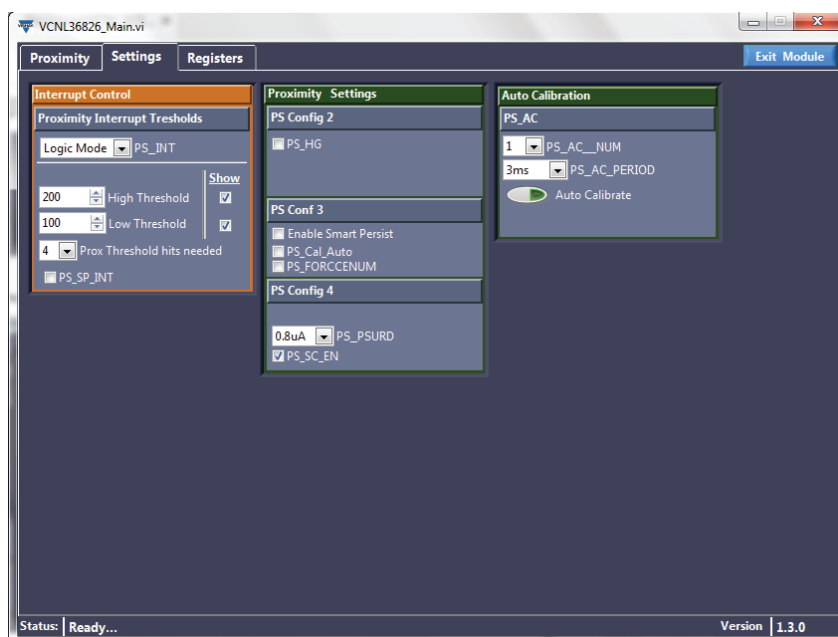 VCNL36826_Main.vi
Proximity Settings Registers Exit Module
Interrupt Control
Proximity Interrupt Tresholds
Logic Mode PS_INT
Show
200 High Threshold
100 Low Threshold
4 Prox Threshold hits needed
PS_SP_INT
Proximity Settings
PS Config 2
PS_HG
PS Conf 3
Enable Smart Persist
PS_Cal_Auto
PS_FORCCENUM
PS Config 4
0.8uA PS_PSURD
PS_SC_EN
Auto Calibration
PS_AC
1 PS_AC__NUM
3ms PS_AC_PERIOD
Auto Calibrate
Status: Ready... Version 1.3.0